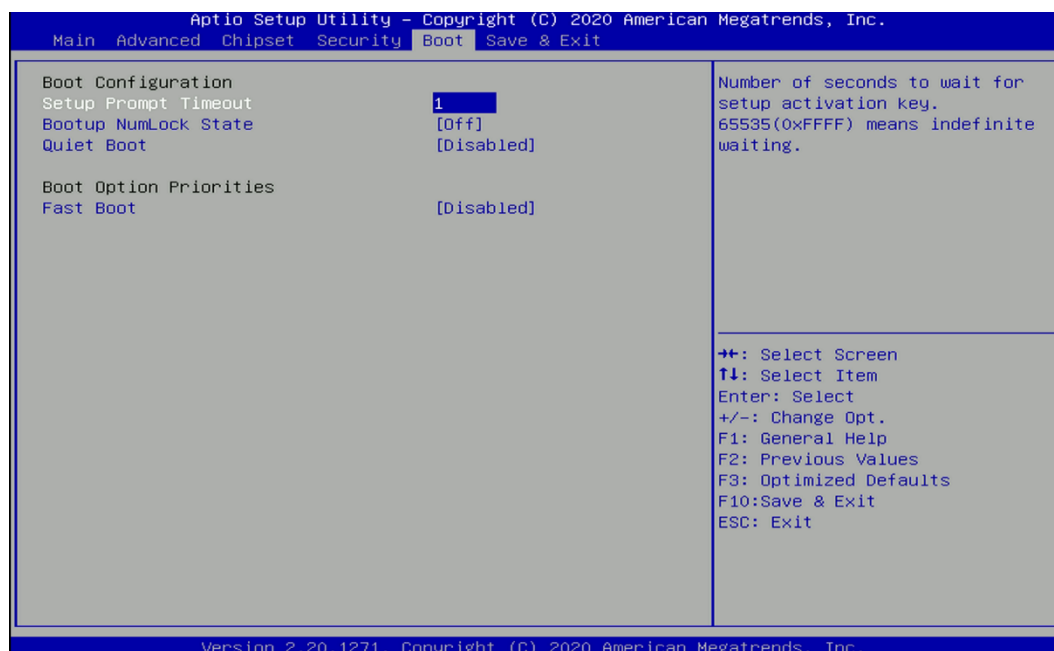 Aptio Setup Utility – Copyright (C) 2020 American Megatrends, Inc.
Main Advanced Chipset Security Boot Save & Exit
Boot Configuration
Setup Prompt Timeout 1
Bootup NumLock State [Off]
Quiet Boot [Disabled]
Boot Option Priorities
Fast Boot [Disabled]
Number of seconds to wait for
setup activation key.
65535(0xFFFF) means indefinite
waiting.
→←: Select Screen
↑↓: Select Item
Enter: Select
+/-: Change Opt.
F1: General Help
F2: Previous Values
F3: Optimized Defaults
F10:Save & Exit
ESC: Exit
Version 2.20.1271. Copyright (C) 2020 American Megatrends, Inc.